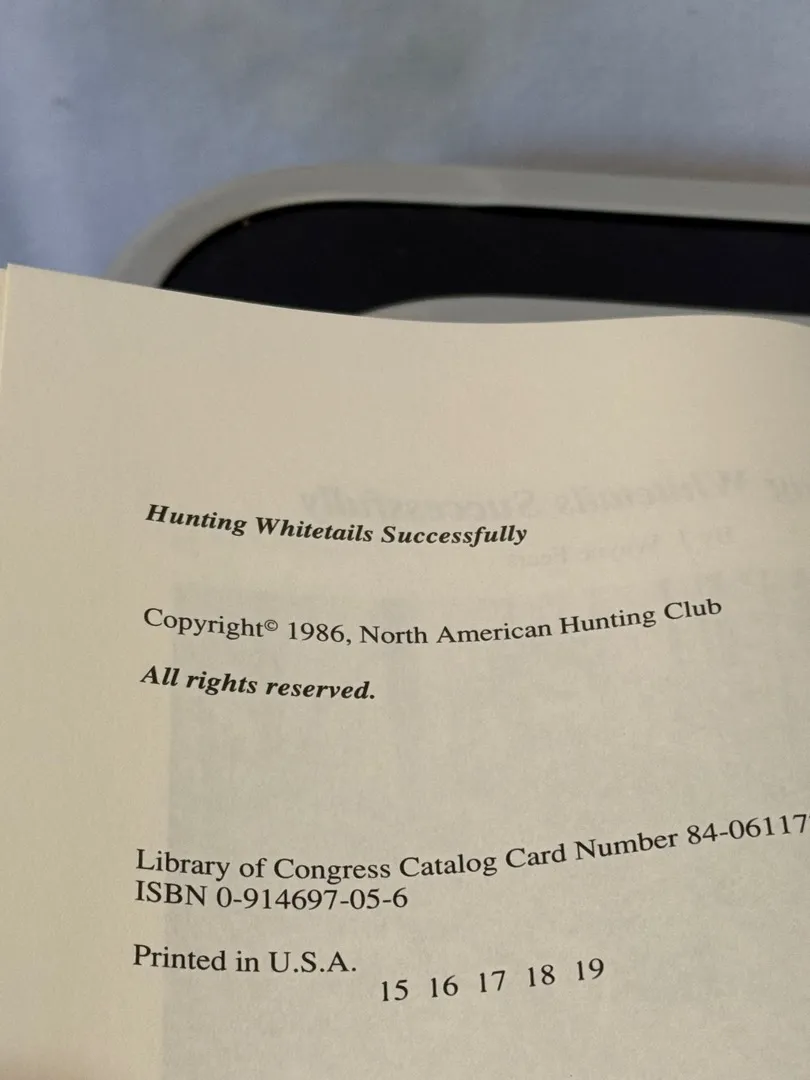 Hunting Whitetails Successfully
Copyright© 1986, North American Hunting Club
All rights reserved.
Library of Congress Catalog Card Number 84-06117
ISBN 0-914697-05-6
Printed in U.S.A.
15 16 17 18 19